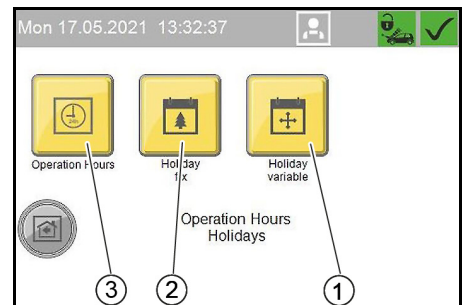 Mon 17.05.2021 13:32:37
24h
Operation Hours
Holiday
fix
Holiday
variable
Operation Hours
Holidays
3
2
1